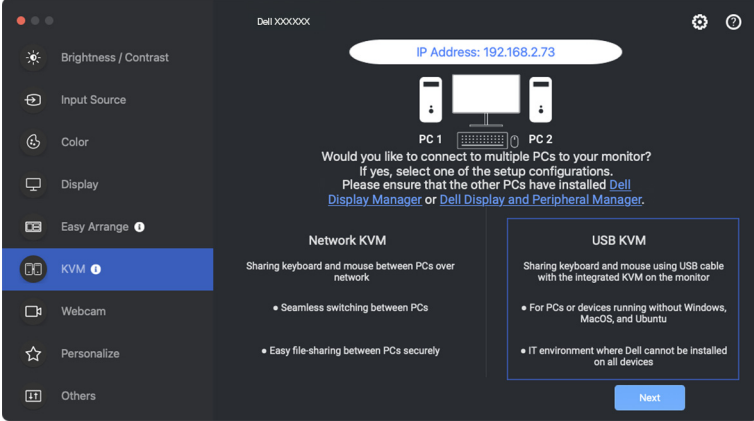 Dell XXXXXX
IP Address: 192.168.2.73
Brightness / Contrast
Input Source
Color
Display
Easy Arrange
KVM
Webcam
Personalize
Others
PC 1
PC 2
Would you like to connect to multiple PCs to your monitor?
If yes, select one of the setup configurations.
Please ensure that the other PCs have installed Dell
Display Manager or Dell Display and Peripheral Manager.
Network KVM
Sharing keyboard and mouse between PCs over
network
● Seamless switching between PCs
● Easy file-sharing between PCs securely
USB KVM
Sharing keyboard and mouse using USB cable
with the integrated KVM on the monitor
● For PCs or devices running without Windows,
MacOS, and Ubuntu
● IT environment where Dell cannot be installed
on all devices
Next